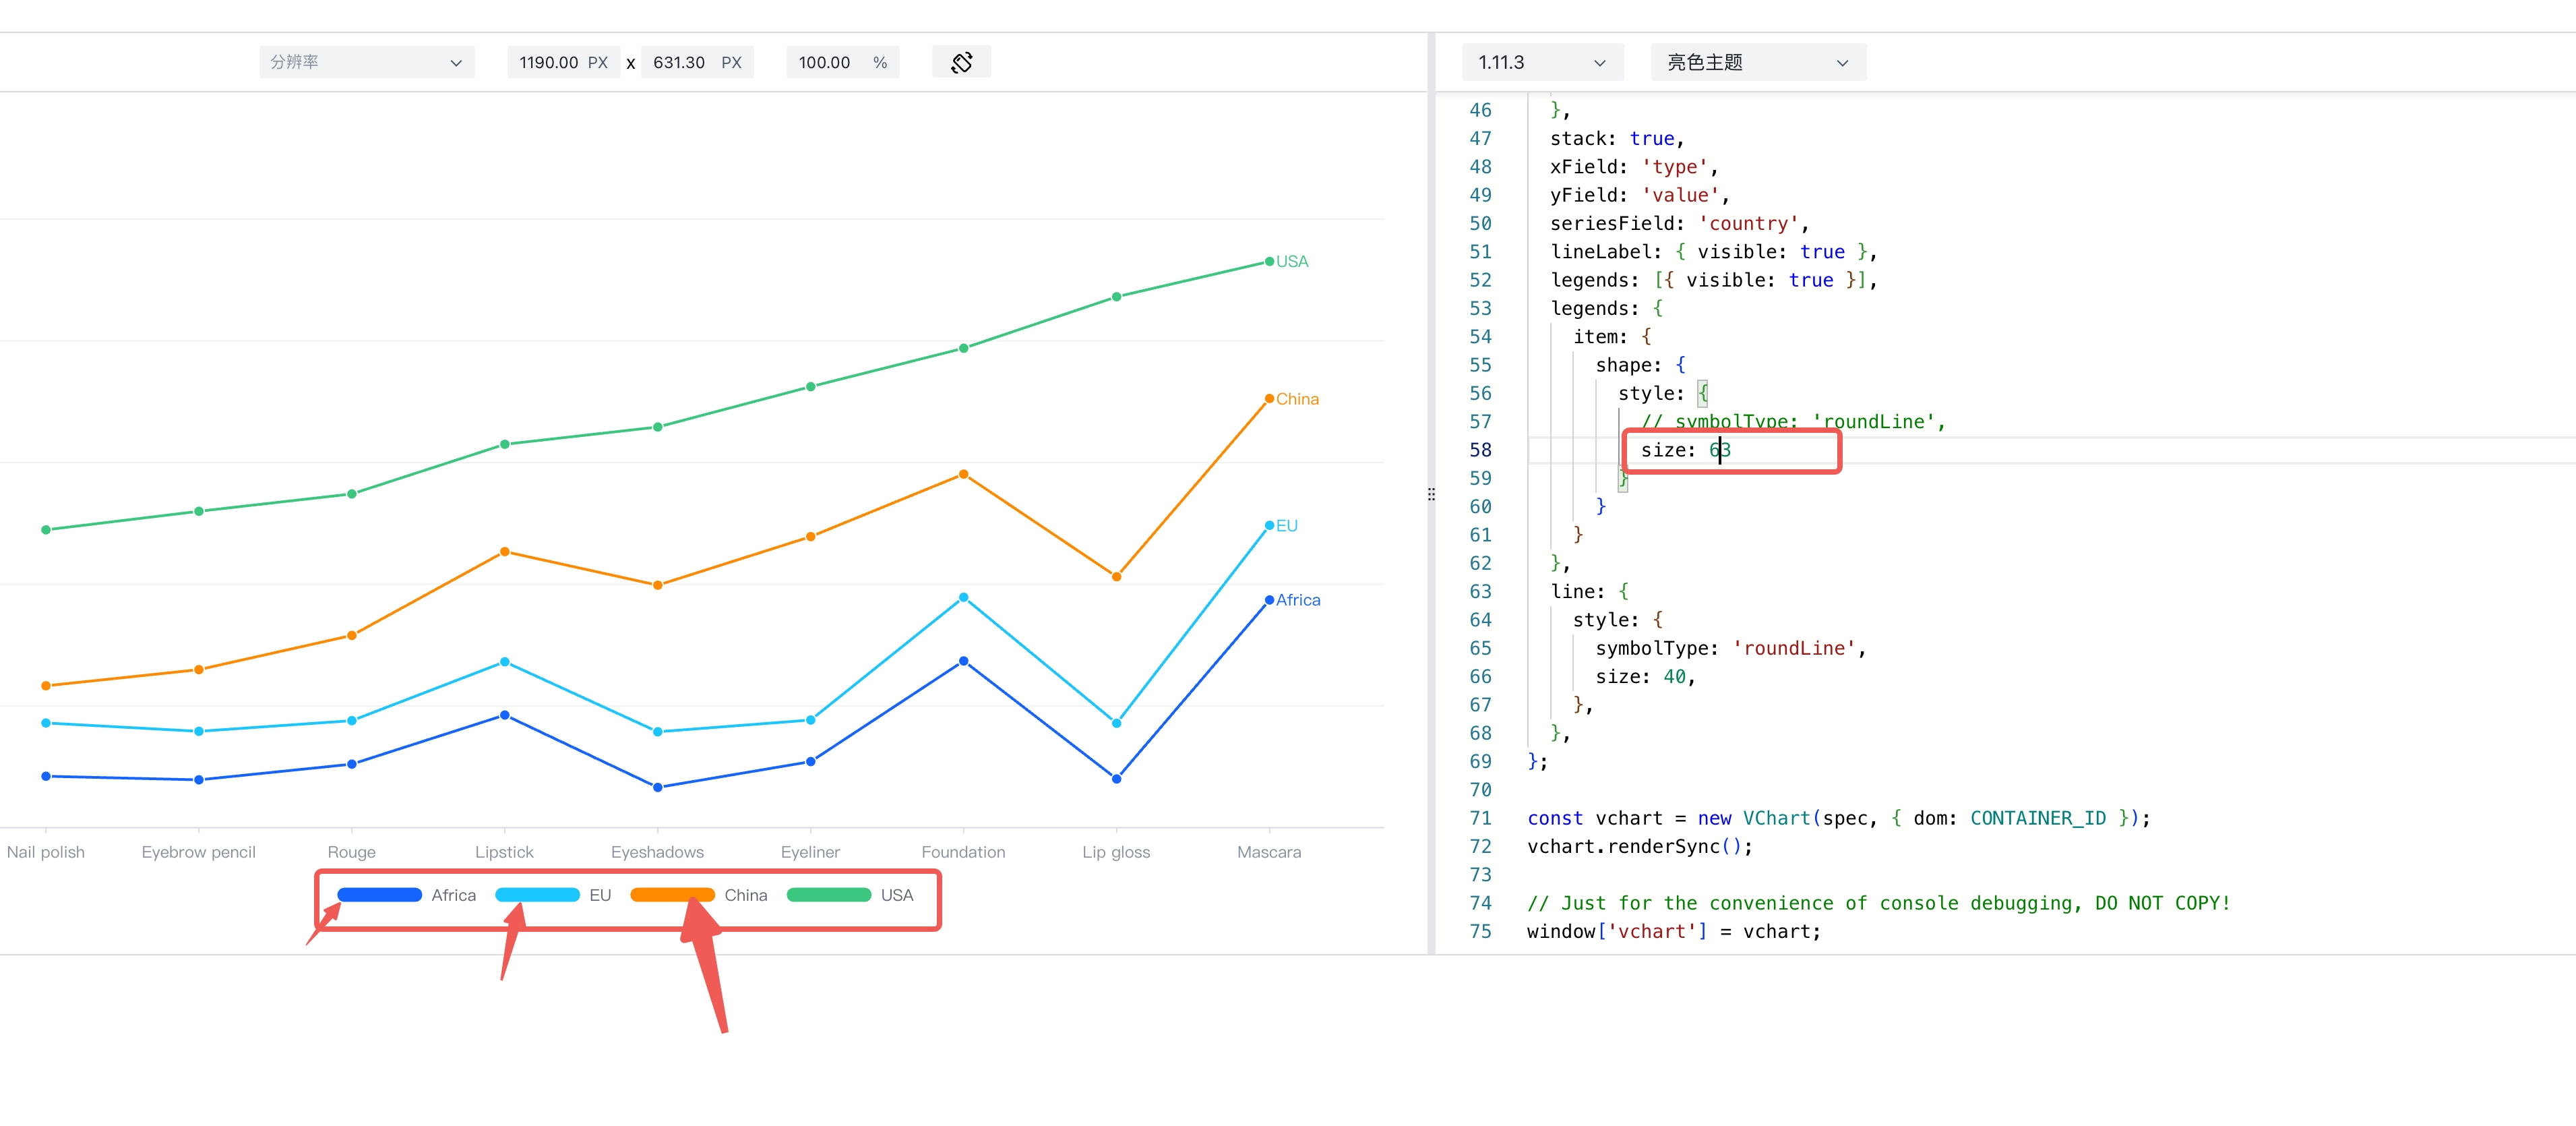 分辨率
1190.00 PX x 631.30 PX
100.00 %
1.11.3
亮色主题
USA
China
EU
Africa
Nail polish
Eyebrow pencil
Rouge
Lipstick
Eyeshadows
Eyeliner
Foundation
Lip gloss
Mascara
Africa
EU
China
USA
46 },
47 stack: true,
48 xField: 'type',
49 yField: 'value',
50 seriesField: 'country',
51 lineLabel: { visible: true },
52 legends: [{ visible: true }],
53 legends: {
54 item: {
55 shape: {
56 style: {
57 // symbolType: 'roundLine',
58 size: 63
59 }
60 }
61 }
62 },
63 line: {
64 style: {
65 symbolType: 'roundLine',
66 size: 40,
67 },
68 },
69 };
70
71 const vchart = new VChart(spec, { dom: CONTAINER_ID });
72 vchart.renderSync();
73
74 // Just for the convenience of console debugging, DO NOT COPY!
75 window['vchart'] = vchart;